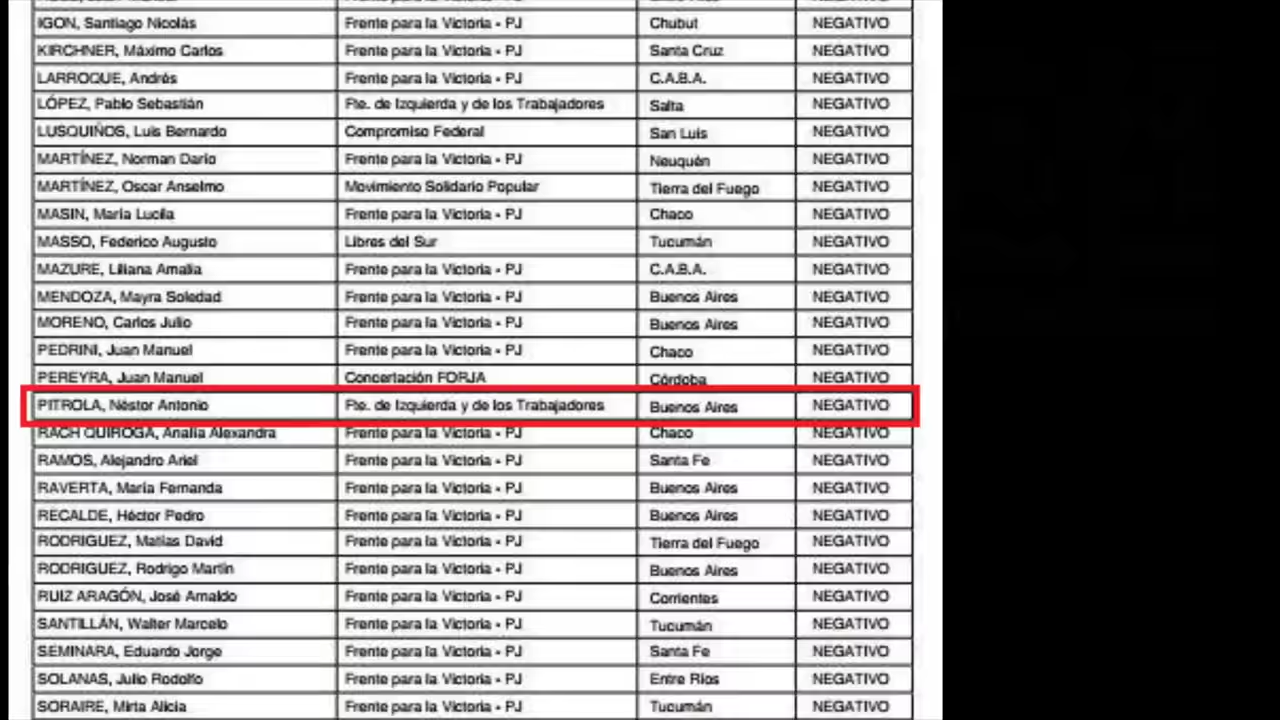 IGON, Santiago Nicolás Frente para la Victoria - PJ Chubut NEGATIVO
KIRCHNER, Máximo Carlos Frente para la Victoria - PJ Santa Cruz NEGATIVO
LARROQUE, Andrés Frente para la Victoria - PJ C.A.B.A. NEGATIVO
LÓPEZ, Pablo Sebastián Fte. de Izquierda y de los Trabajadores Salta NEGATIVO
LUSQUIÑOS, Luis Bernardo Compromiso Federal San Luis NEGATIVO
MARTÍNEZ, Norman Darío Frente para la Victoria - PJ Neuquén NEGATIVO
MARTÍNEZ, Oscar Anselmo Movimiento Solidario Popular Tierra del Fuego NEGATIVO
MASIN, María Lucila Frente para la Victoria - PJ Chaco NEGATIVO
MASSO, Federico Augusto Libres del Sur Tucumán NEGATIVO
MAZURE, Liliana Amalia Frente para la Victoria - PJ C.A.B.A. NEGATIVO
MENDOZA, Mayra Soledad Frente para la Victoria - PJ Buenos Aires NEGATIVO
MORENO, Carlos Julio Frente para la Victoria - PJ Buenos Aires NEGATIVO
PEDRINI, Juan Manuel Frente para la Victoria - PJ Chaco NEGATIVO
PEREYRA, Juan Manuel Concertación FORJA Córdoba NEGATIVO
PITROLA, Néstor Antonio Fte. de Izquierda y de los Trabajadores Buenos Aires NEGATIVO
RACH QUIROGA, Analía Alexandra Frente para la Victoria - PJ Chaco NEGATIVO
RAMOS, Alejandro Ariel Frente para la Victoria - PJ Santa Fe NEGATIVO
RAVERTA, María Fernanda Frente para la Victoria - PJ Buenos Aires NEGATIVO
RECALDE, Héctor Pedro Frente para la Victoria - PJ Buenos Aires NEGATIVO
RODRÍGUEZ, Matías David Frente para la Victoria - PJ Tierra del Fuego NEGATIVO
RODRÍGUEZ, Rodrigo Martín Frente para la Victoria - PJ Buenos Aires NEGATIVO
RUIZ ARAGÓN, José Arnaldo Frente para la Victoria - PJ Corrientes NEGATIVO
SANTILLÁN, Walter Marcelo Frente para la Victoria - PJ Tucumán NEGATIVO
SEMINARA, Eduardo Jorge Frente para la Victoria - PJ Santa Fe NEGATIVO
SOLANAS, Julio Rodolfo Frente para la Victoria - PJ Entre Ríos NEGATIVO
SORAIRE, Mirta Alicia Frente para la Victoria - PJ Tucumán NEGATIVO